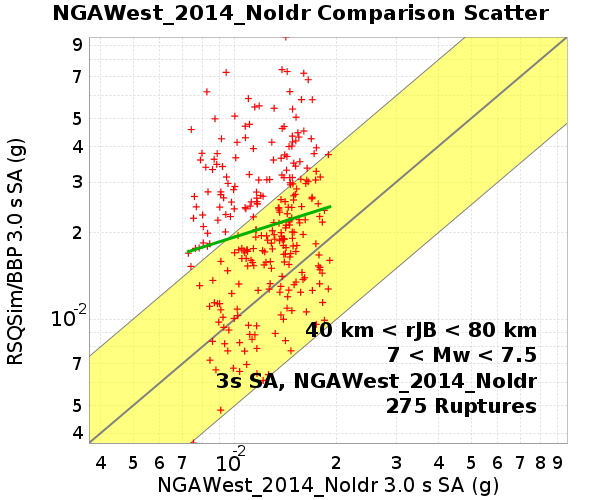 NGAWest_2014_NoIdr Comparison Scatter
9
7
5
4
3
2
10-2
7
5
4
RSQSim/BBP 3.0 s SA (g)
40 km < rJB < 80 km
7 < Mw < 7.5
3s SA, NGAWest_2014_NoIdr
275 Ruptures
4 5 6 7 10-2 2 3 4 5 6 7 8 9
NGAWest_2014_NoIdr 3.0 s SA (g)